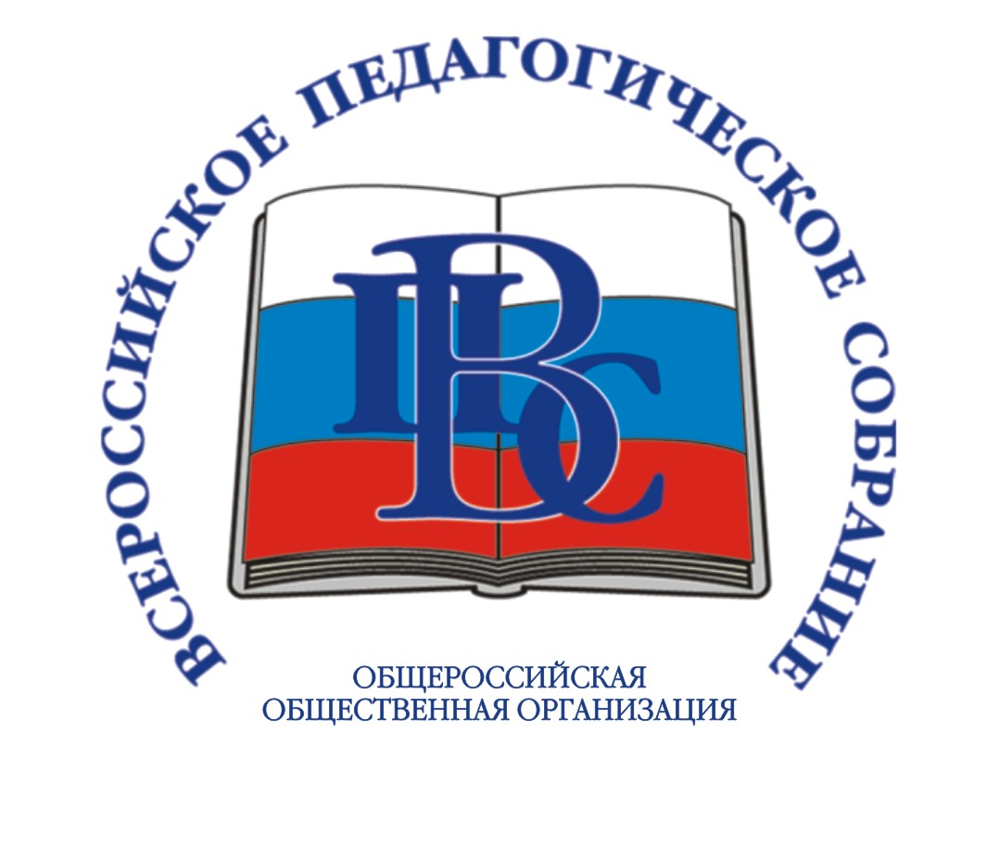 ВСЕРОССИЙСКОЕ ПЕДАГОГИЧЕСКОЕ СОБРАНИЕ
ВПС
ОБЩЕРОССИЙСКАЯ
ОБЩЕСТВЕННАЯ ОРГАНИЗАЦИЯ